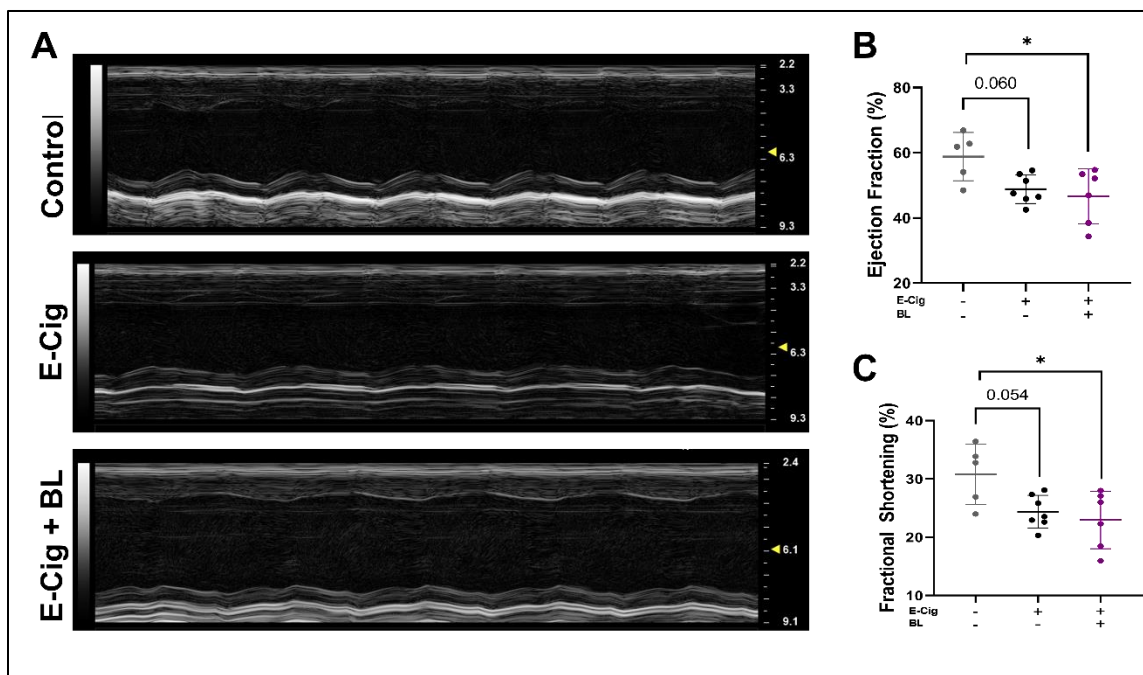 A
Control
2.2
3.3
6.3
9.3
E-Cig
2.2
3.3
6.3
9.3
E-Cig + BL
2.4
6.1
9.1
B
*
0.060
Ejection Fraction (%)
80
60
40
20
E-Cig - + +
BL - - +
C
*
0.054
Fractional Shortening (%)
40
30
20
10
E-Cig - + +
BL - - +